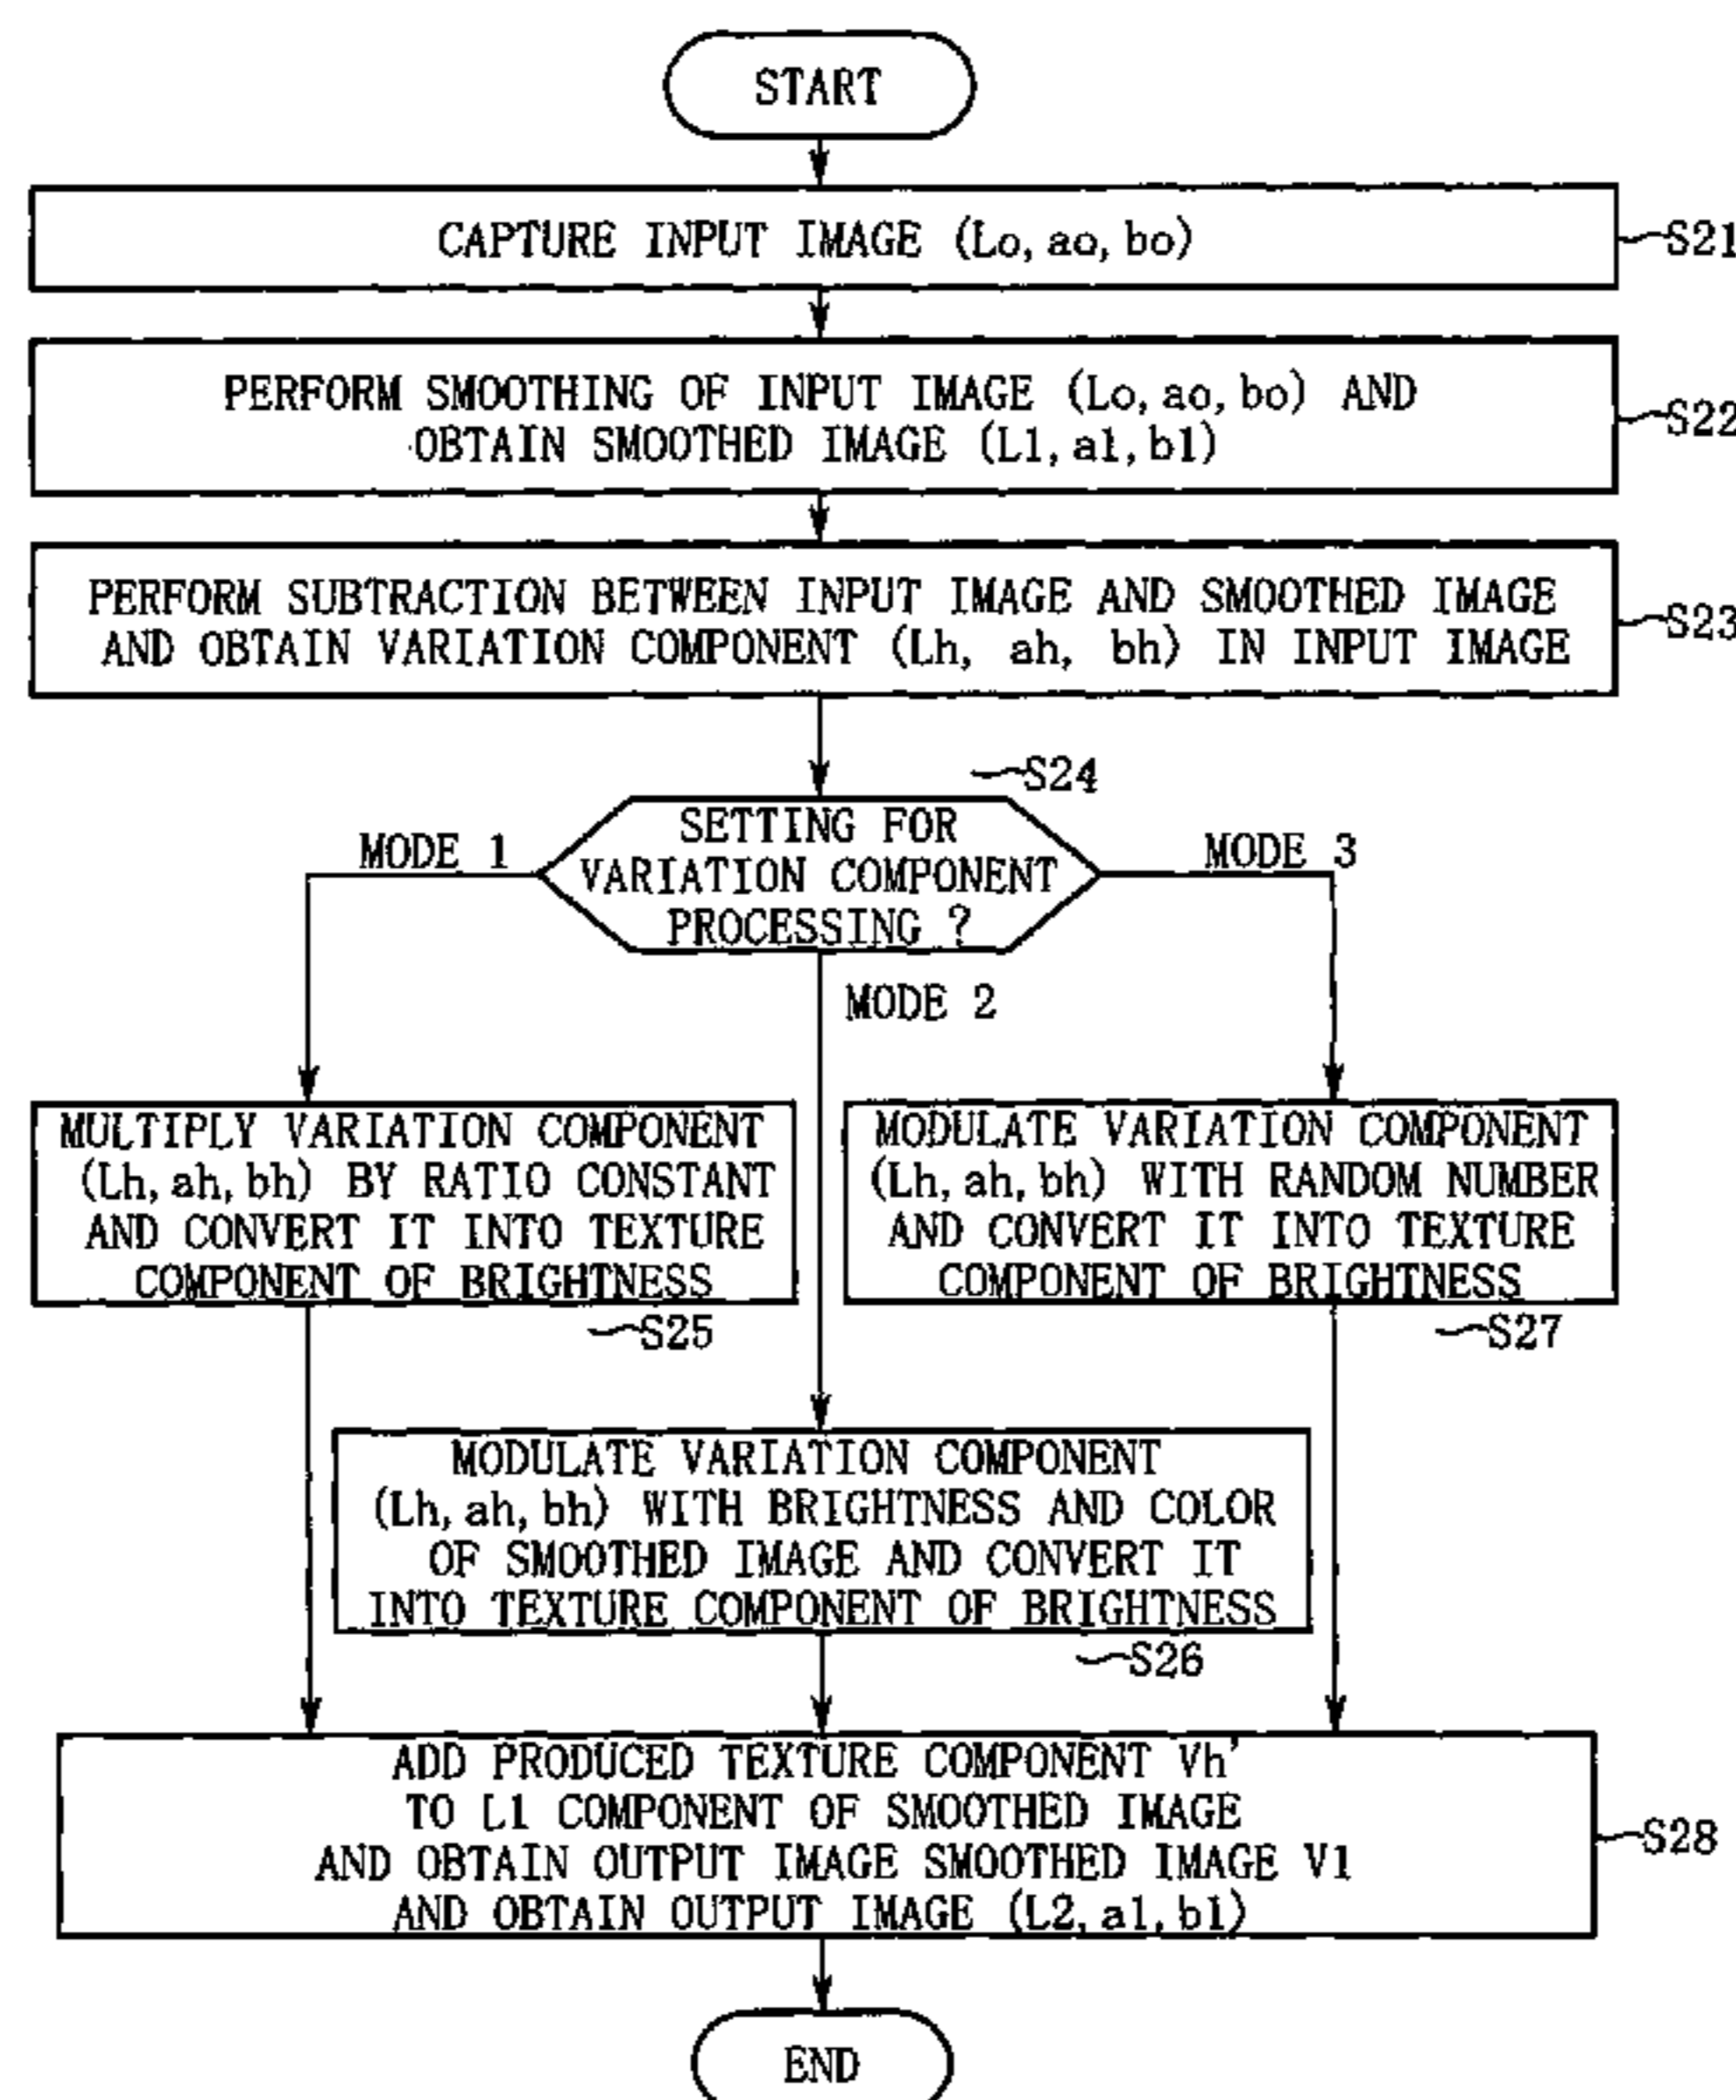 START
CAPTURE INPUT IMAGE (Lo, ao, bo)
S21
PERFORM SMOOTHING OF INPUT IMAGE (Lo, ao, bo) AND
OBTAIN SMOOTHED IMAGE (L1, a1, b1)
S22
PERFORM SUBTRACTION BETWEEN INPUT IMAGE AND SMOOTHED IMAGE
AND OBTAIN VARIATION COMPONENT (Lh, ah, bh) IN INPUT IMAGE
S23
S24
SETTING FOR
VARIATION COMPONENT
PROCESSING ?
MODE 1
MODE 3
MODE 2
MULTIPLY VARIATION COMPONENT
(Lh, ah, bh) BY RATIO CONSTANT
AND CONVERT IT INTO TEXTURE
COMPONENT OF BRIGHTNESS
S25
MODULATE VARIATION COMPONENT
(Lh, ah, bh) WITH RANDOM NUMBER
AND CONVERT IT INTO TEXTURE
COMPONENT OF BRIGHTNESS
S27
MODULATE VARIATION COMPONENT
(Lh, ah, bh) WITH BRIGHTNESS AND COLOR
OF SMOOTHED IMAGE AND CONVERT IT
INTO TEXTURE COMPONENT OF BRIGHTNESS
S26
ADD PRODUCED TEXTURE COMPONENT Vh'
TO L1 COMPONENT OF SMOOTHED IMAGE
AND OBTAIN OUTPUT IMAGE SMOOTHED IMAGE V1
AND OBTAIN OUTPUT IMAGE (L2, a1, b1)
S28
END